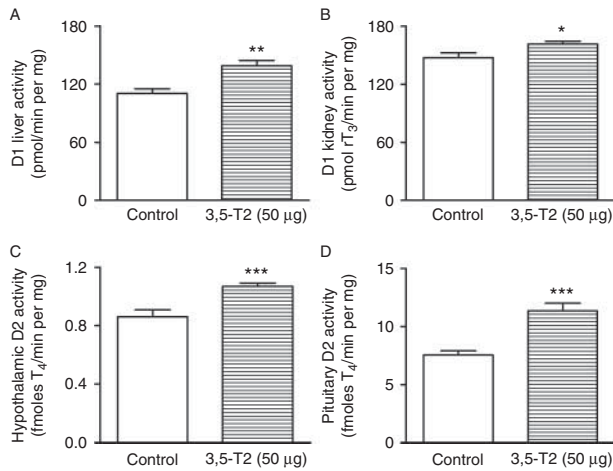 A
D1 liver activity
(pmol/min per mg)
180
120
60
0
**
Control
3,5-T2 (50 μg)
B
D1 kidney activity
(pmol rT₃/min per mg)
180
120
60
0
*
Control
3,5-T2 (50 μg)
C
Hypothalamic D2 activity
(fmoles T₄/min per mg)
1.2
0.8
0.4
0.0
***
Control
3,5-T2 (50 μg)
D
Pituitary D2 activity
(fmoles T₄/min per mg)
15
10
5
0
***
Control
3,5-T2 (50 μg)